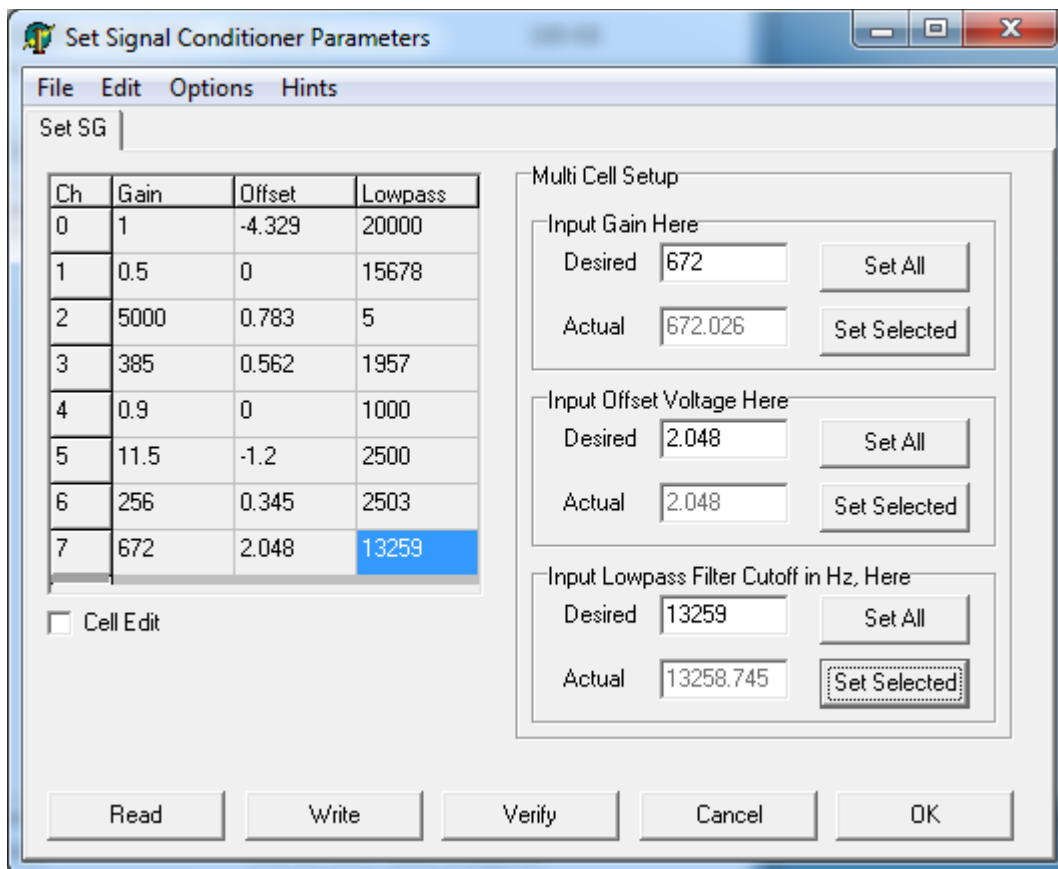 Set Signal Conditioner Parameters
File Edit Options Hints
Set SG
Ch Gain Offset Lowpass
0 1 -4.329 20000
1 0.5 0 15678
2 5000 0.783 5
3 385 0.562 1957
4 0.9 0 1000
5 11.5 -1.2 2500
6 256 0.345 2503
7 672 2.048 13259
Cell Edit
Multi Cell Setup
Input Gain Here
Desired 672 Set All
Actual 672.026 Set Selected
Input Offset Voltage Here
Desired 2.048 Set All
Actual 2.048 Set Selected
Input Lowpass Filter Cutoff in Hz, Here
Desired 13259 Set All
Actual 13258.745 Set Selected
Read Write Verify Cancel OK